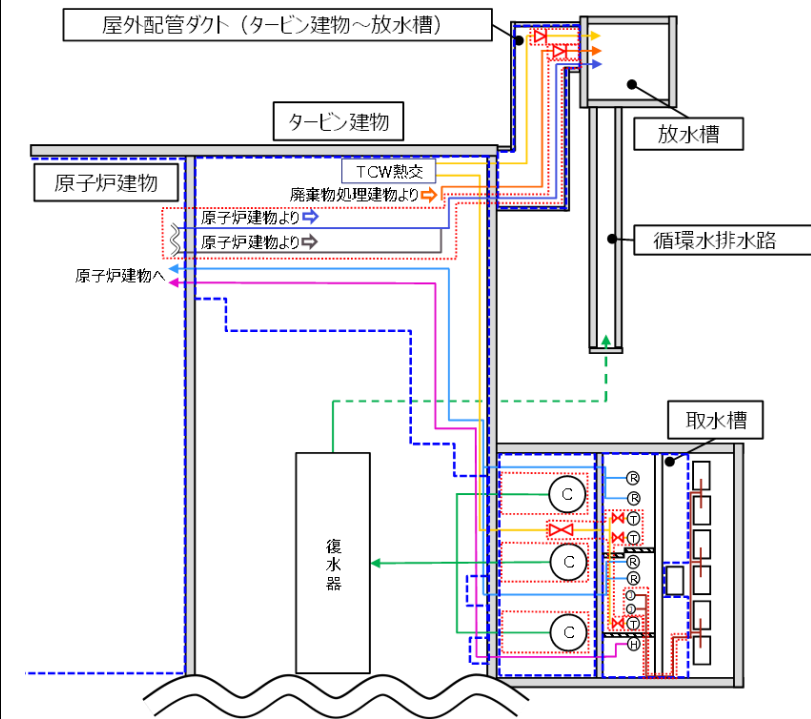 屋外配管ダクト（タービン建物～放水槽）
タービン建物
放水槽
原子炉建物
TCW熱交
廃棄物処理建物より
原子炉建物より
原子炉建物より
循環水排水路
原子炉建物へ
取水槽
復水器
C
C
C
R
R
T
T
R
R
J
J
T
H